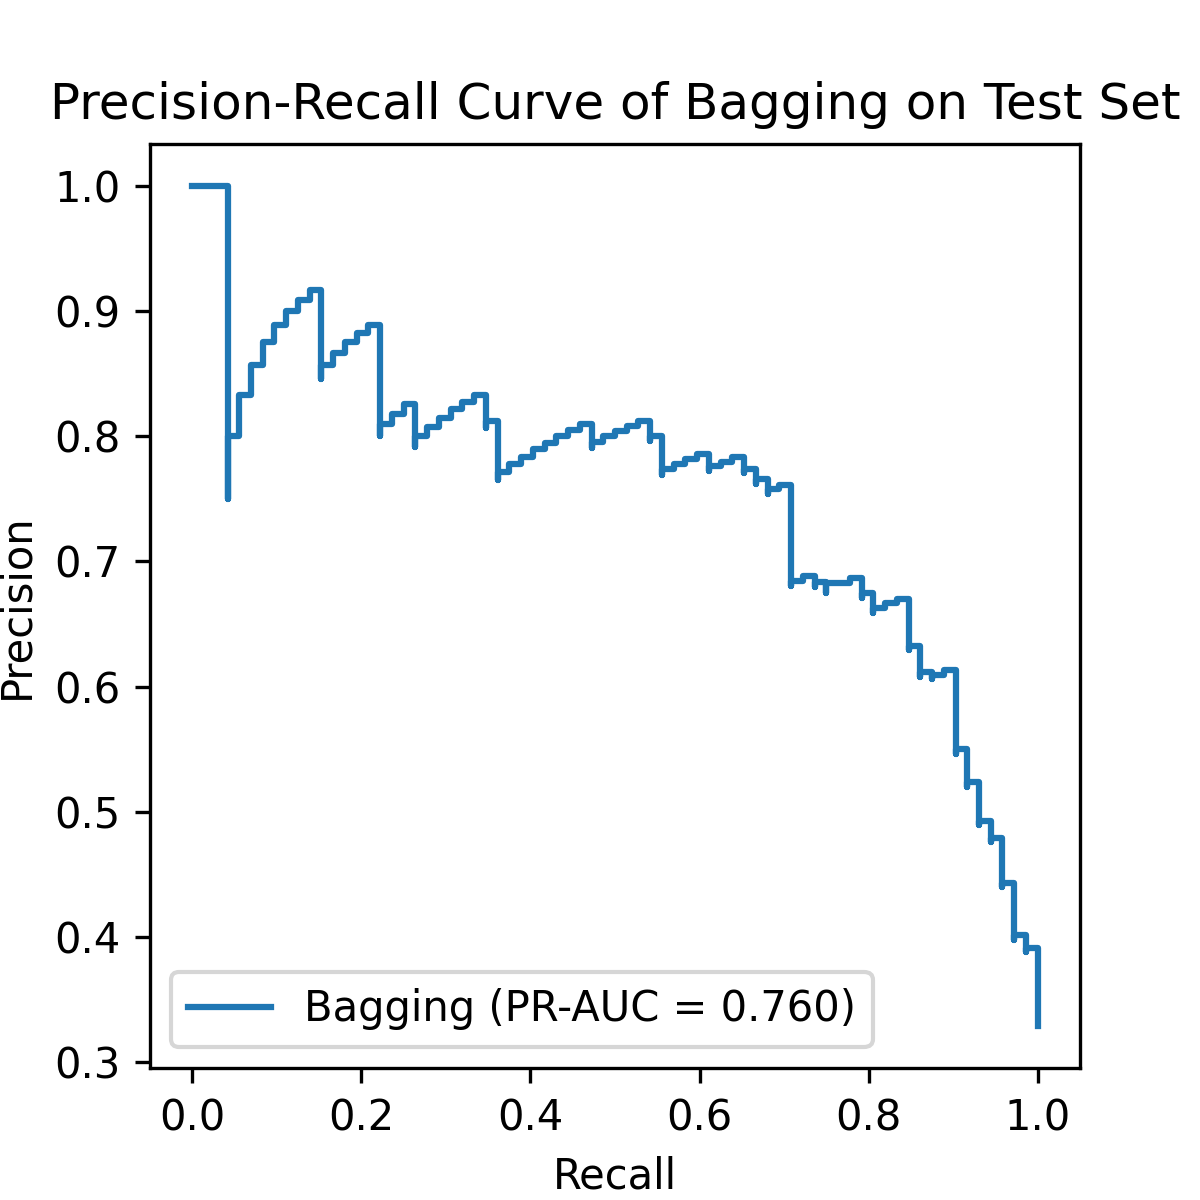 Precision-Recall Curve of Bagging on Test Set
1.0
0.9
0.8
0.7
0.6
0.5
0.4
0.3
Precision
Bagging (PR-AUC = 0.760)
0.0 0.2 0.4 0.6 0.8 1.0
Recall